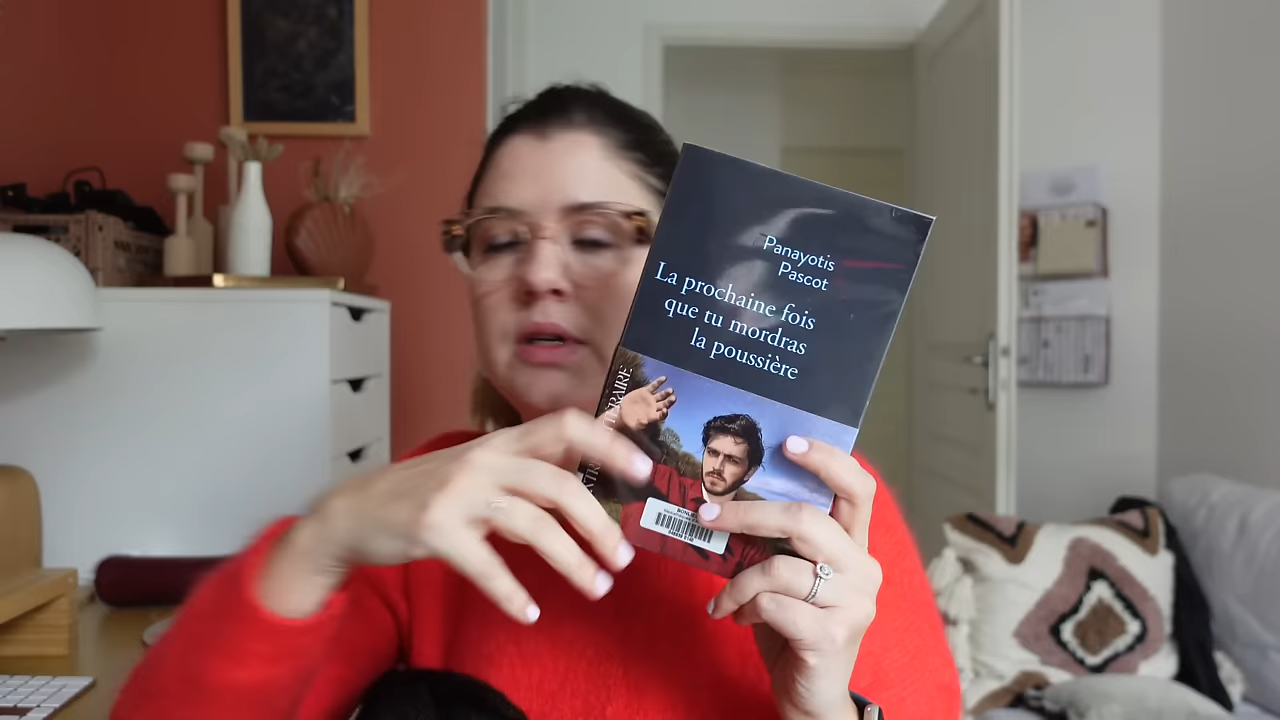 Panayotis
Pascot
La prochaine fois
que tu mordras
la poussière